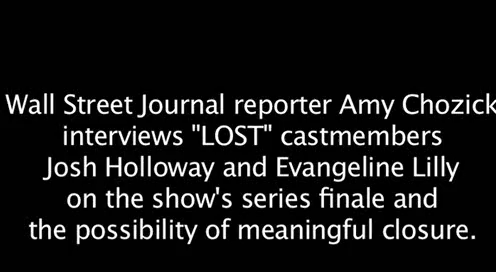 Wall Street Journal reporter Amy Chozick
interviews "LOST" castmembers
Josh Holloway and Evangeline Lilly
on the show's series finale and
the possibility of meaningful closure.